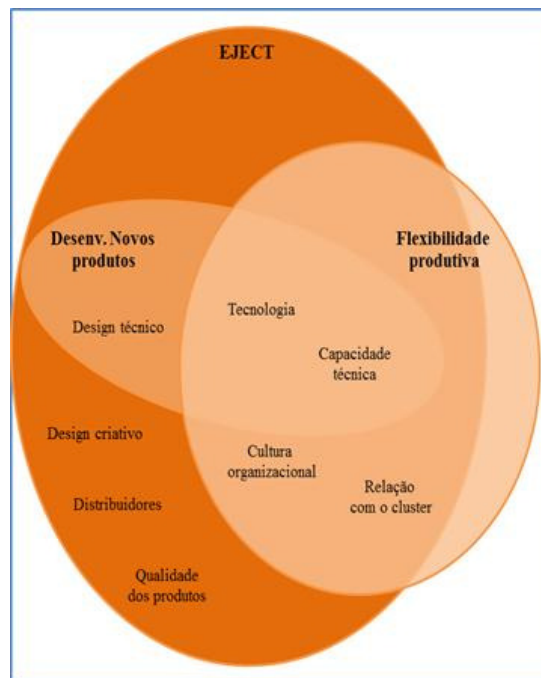 EJECT
Desenv. Novos
produtos
Flexibilidade
produtiva
Tecnologia
Design técnico
Capacidade
técnica
Design criativo
Cultura
organizacional
Relação
com o cluster
Distribuidores
Qualidade
dos produtos